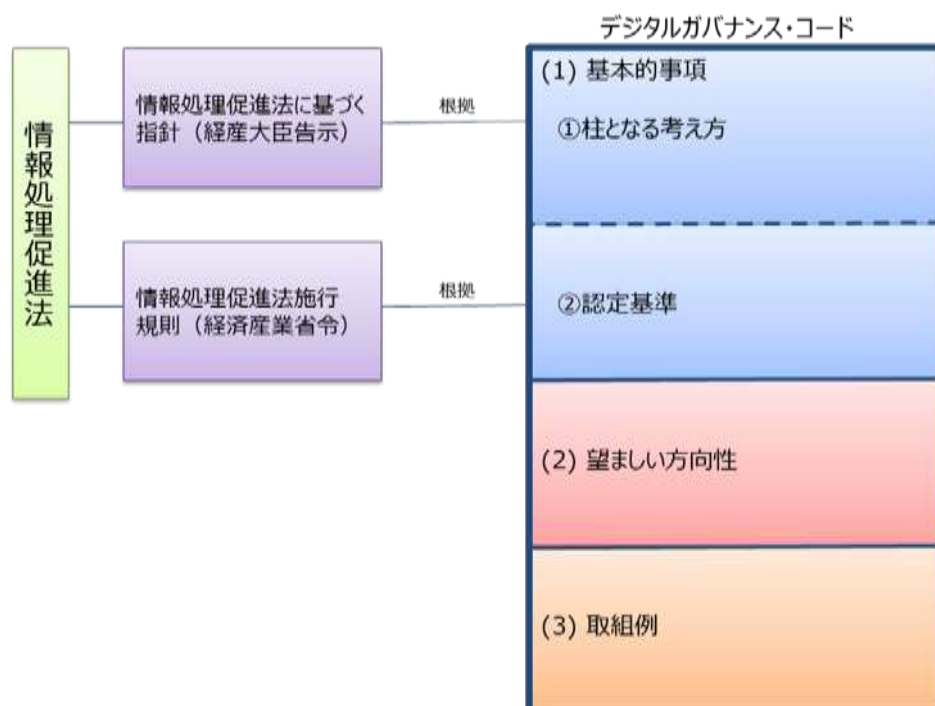 デジタルガバナンス・コード
情報処理促進法
情報処理促進法に基づく
指針（経産大臣告示）
根拠
(1) 基本的事項
①柱となる考え方
情報処理促進法施行
規則（経済産業省令）
根拠
②認定基準
(2) 望ましい方向性
(3) 取組例